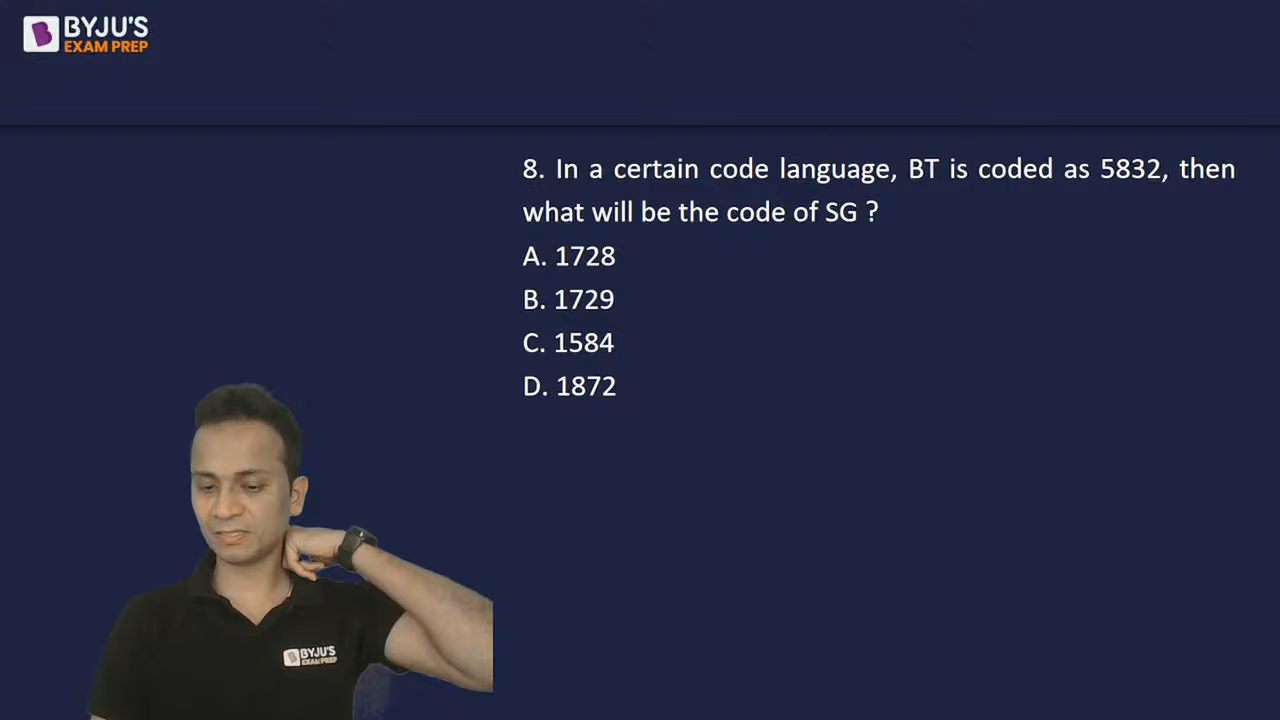 BYJU'S
EXAM PREP
8. In a certain code language, BT is coded as 5832, then
what will be the code of SG ?
A. 1728
B. 1729
C. 1584
D. 1872
BYJU'S
EXAM PREP